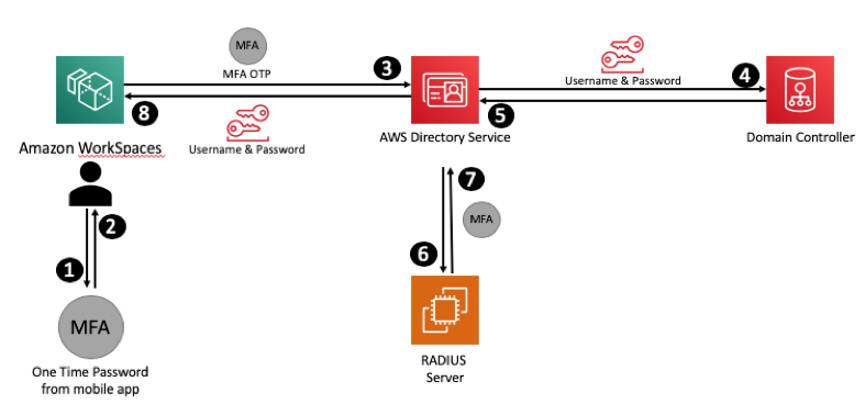 MFA
MFA OTP
3
Username & Password
4
8
5
Username & Password
Amazon WorkSpaces
AWS Directory Service
Domain Controller
2
7
MFA
1
6
MFA
One Time Password
from mobile app
RADIUS
Server